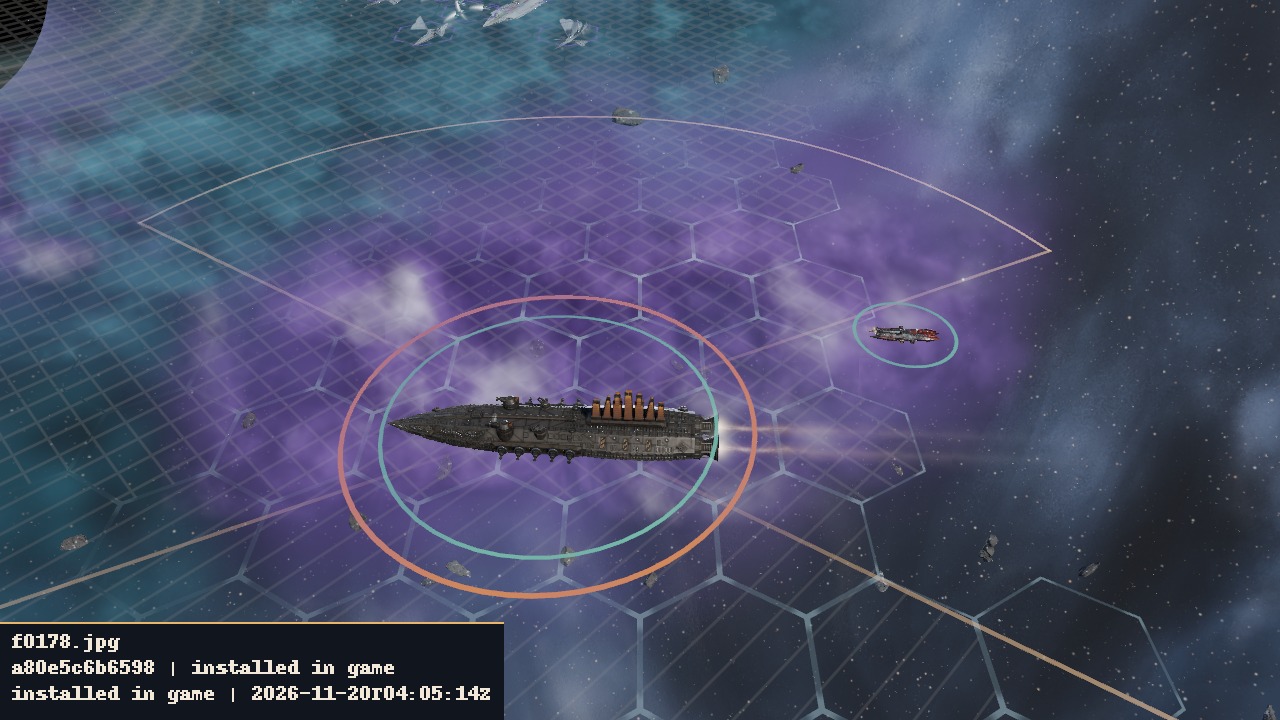 f0178.jpg
a80e5c6b6598 | installed in game
installed in game | 2026-11-20T04:05:14Z